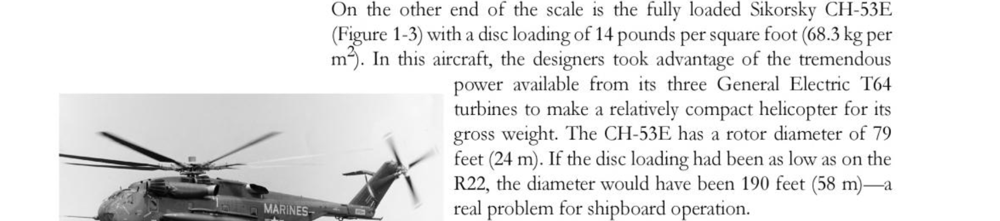 On the other end of the scale is the fully loaded Sikorsky CH-53E
(Figure 1-3) with a disc loading of 14 pounds per square foot (68.3 kg per
m²). In this aircraft, the designers took advantage of the tremendous
power available from its three General Electric T64
turbines to make a relatively compact helicopter for its
gross weight. The CH-53E has a rotor diameter of 79
feet (24 m). If the disc loading had been as low as on the
R22, the diameter would have been 190 feet (58 m)—a
real problem for shipboard operation.
MARINES